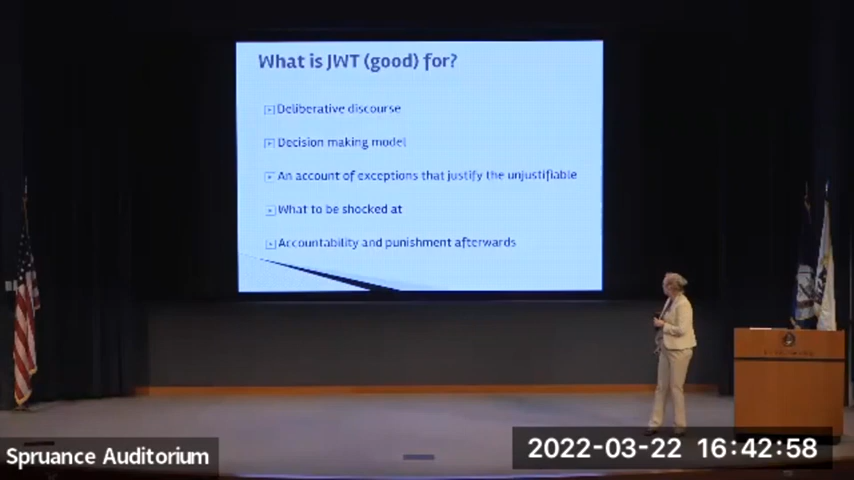 What is JWT (good) for?
Deliberative discourse
Decision making model
An account of exceptions that justify the unjustifiable
What to be shocked at
Accountability and punishment afterwards
Spruance Auditorium
2022-03-22 16:42:58